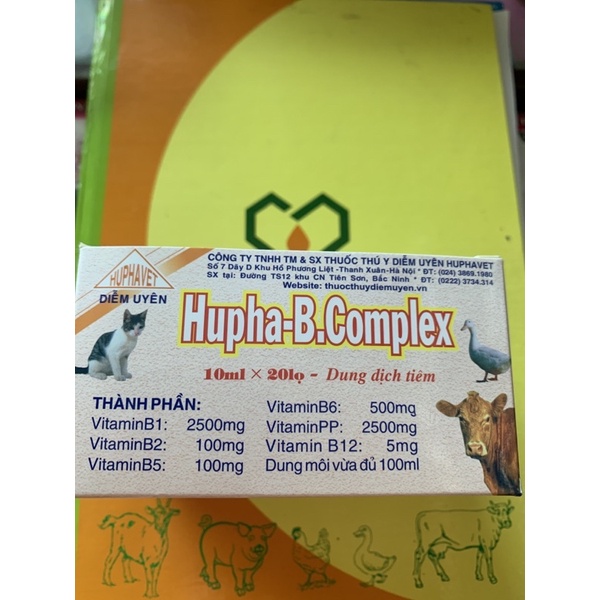 HUPHAVET
DIỄM UYÊN
CÔNG TY TNHH TM & SX THUỐC THÚ Y DIỄM UYÊN HUPHAVET
Số 7 Dãy D Khu Hồ Phương Liệt -Thanh Xuân-Hà Nội * ĐT: (024) 3869.1980
SX tại: Đường TS12 khu CN Tiên Sơn, Bắc Ninh * ĐT: (0222) 3734.314
Website: thuocthuydiemuyen.vn
Hupha-B.Complex
10ml × 20lọ - Dung dịch tiêm
THÀNH PHẦN:
VitaminB1: 2500mg
VitaminB2: 100mg
VitaminB5: 100mg
VitaminB6: 500mg
VitaminPP: 2500mg
Vitamin B12: 5mg
Dung môi vừa đủ 100ml